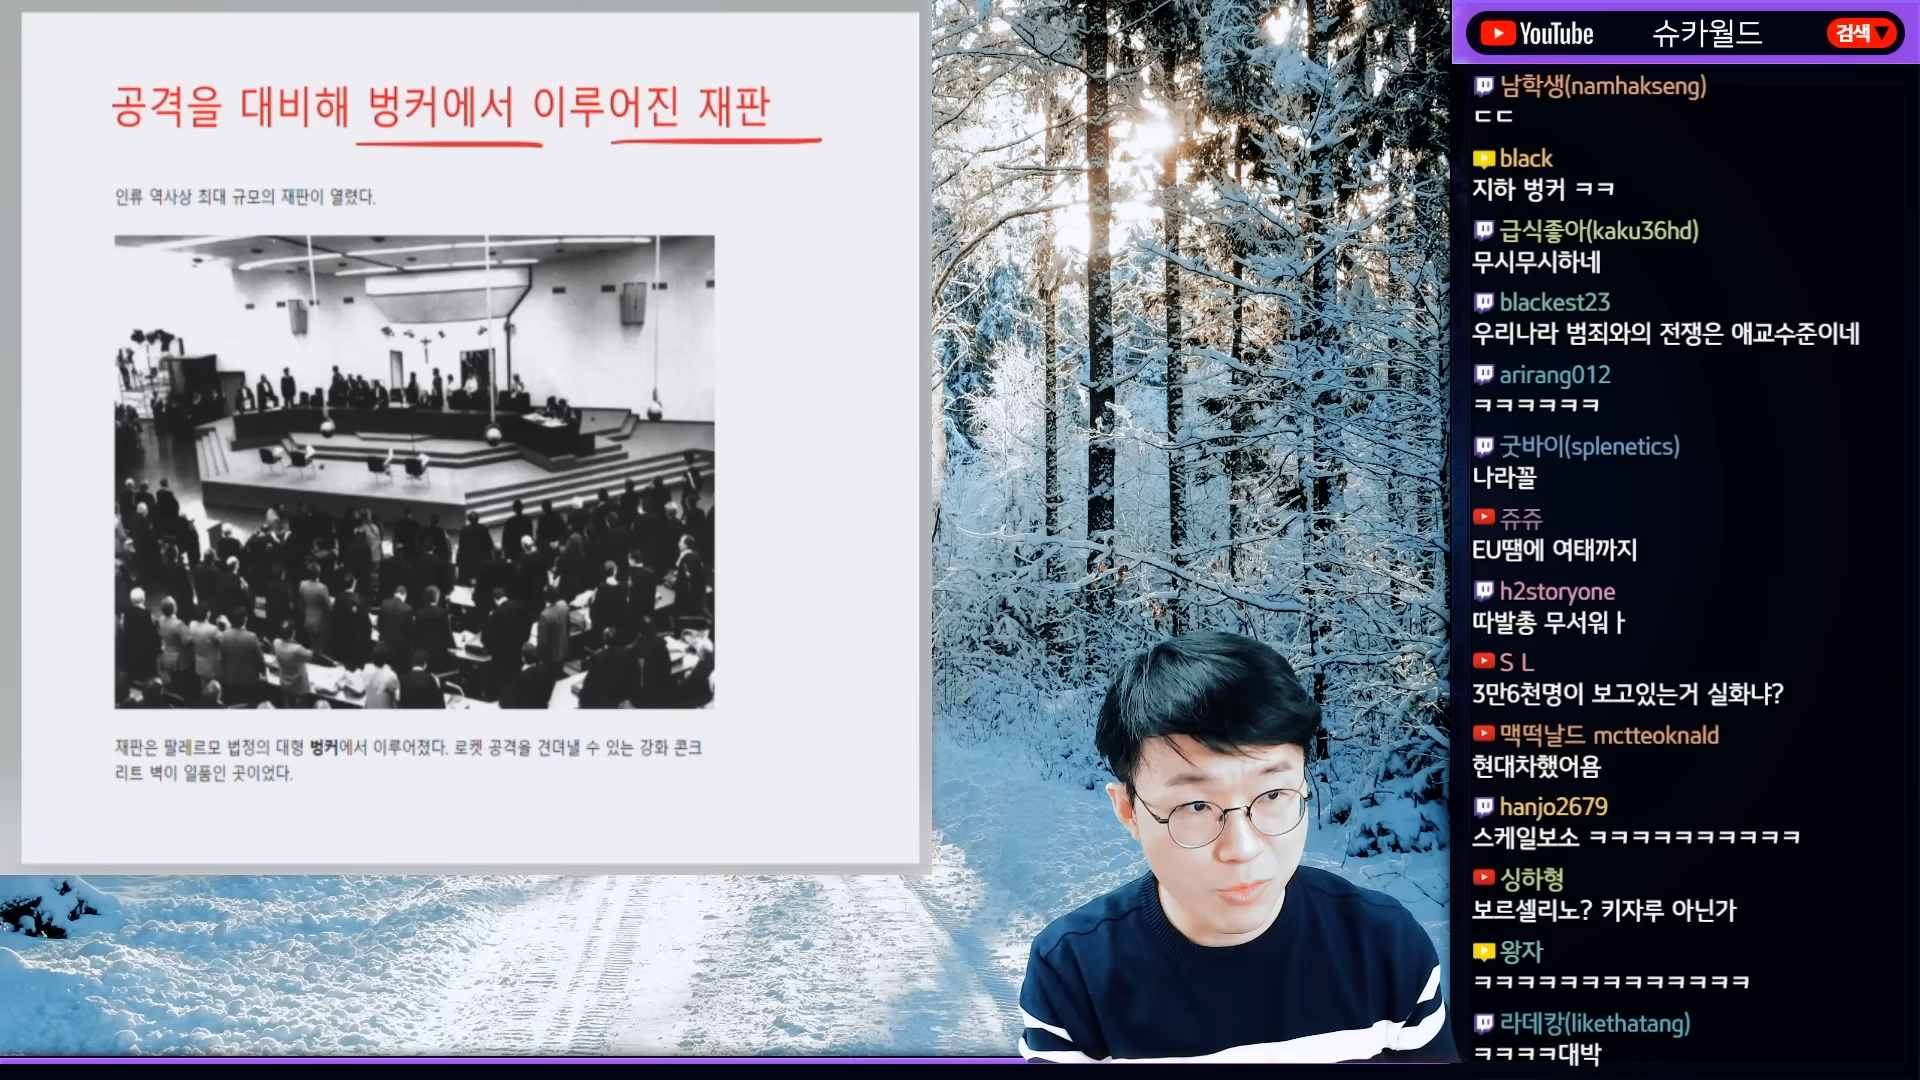 공격을 대비해 벙커에서 이루어진 재판
인류 역사상 최대 규모의 재판이 열렸다.
재판은 팔레르모 법정의 대형 벙커에서 이루어졌다. 로켓 공격을 견뎌낼 수 있는 강화 콘크
리트 벽이 일품인 곳이었다.
YouTube 슈카월드 검색▼
남학생(namhakseng)
ㄷㄷ
black
지하 벙커 ㅋㅋ
급식좋아(kaku36hd)
무시무시하네
blackest23
우리나라 범죄와의 전쟁은 애교수준이네
arirang012
ㅋㅋㅋㅋㅋㅋ
굿바이(splenetics)
나라꼴
쥬쥬
EU땜에 여태까지
h2storyone
따발총 무서워ㅏ
S L
3만6천명이 보고있는거 실화냐?
맥떡날드 mctteoknald
현대차했어욤
hanjo2679
스케일보소 ㅋㅋㅋㅋㅋㅋㅋㅋㅋㅋ
싱하형
보르셀리노? 키자루 아닌가
왕자
ㅋㅋㅋㅋㅋㅋㅋㅋㅋㅋㅋㅋㅋ
라데캉(likethatang)
ㅋㅋㅋㅋ대박